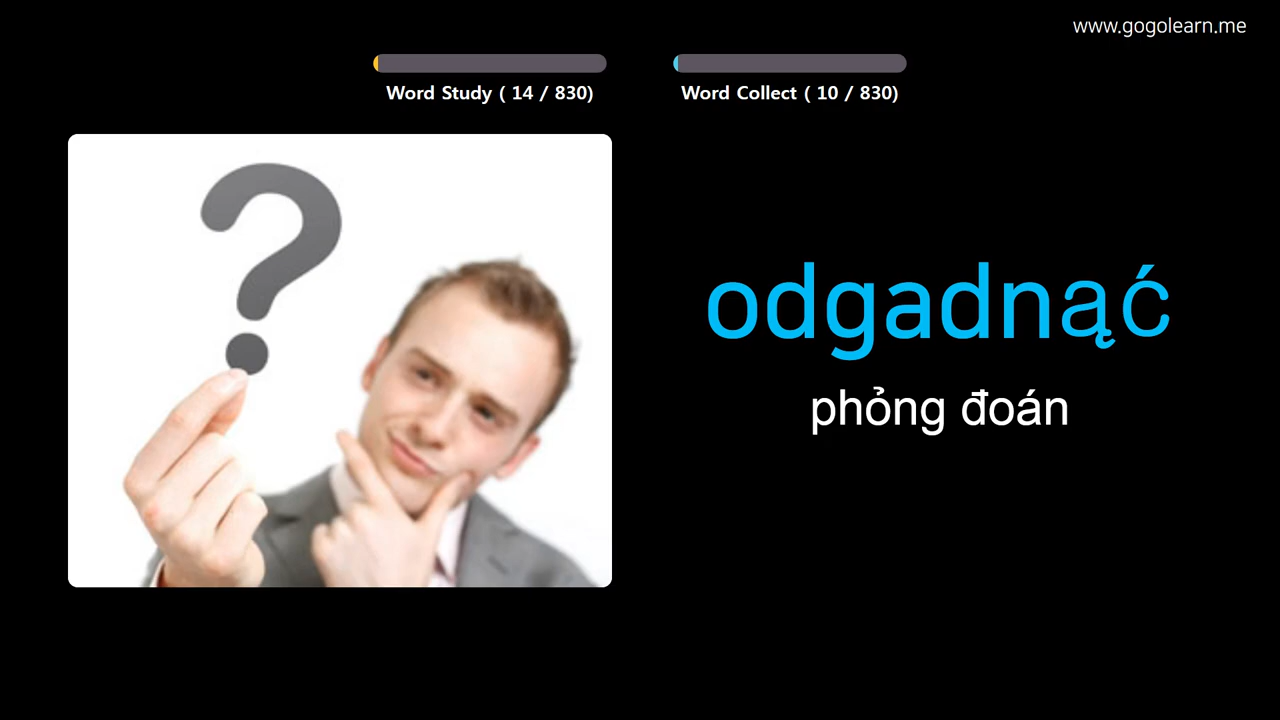 www.gogolearn.me
Word Study ( 14 / 830)
Word Collect ( 10 / 830)
?
odgadnąć
phỏng đoán